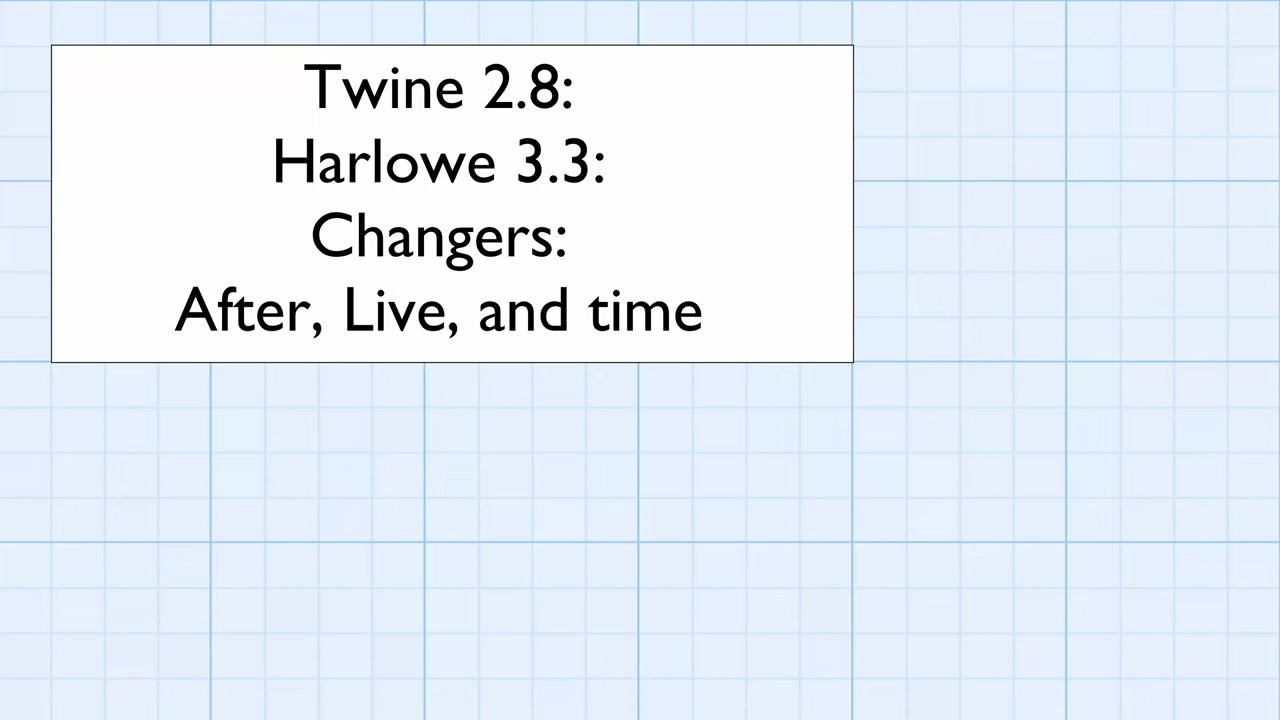 Twine 2.8:
Harlowe 3.3:
Changers:
After, Live, and time